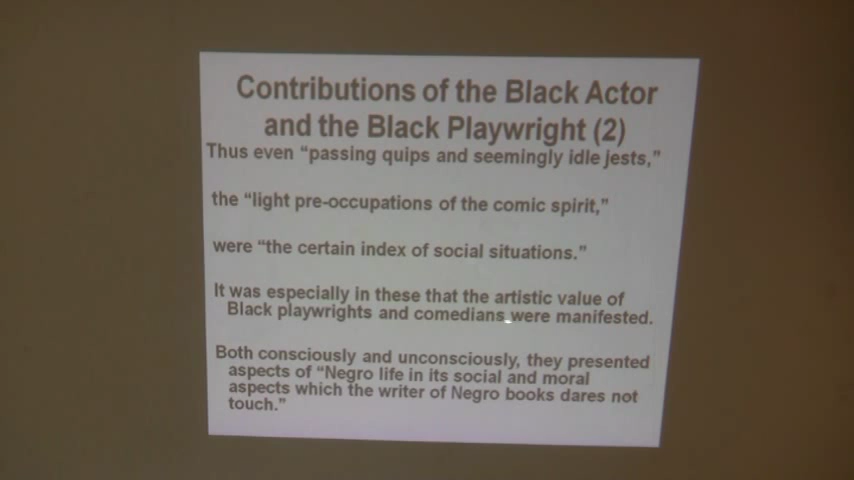 Contributions of the Black Actor
and the Black Playwright (2)
Thus even “passing quips and seemingly idle jests,”
the “light pre-occupations of the comic spirit,”
were “the certain index of social situations.”
It was especially in these that the artistic value of
Black playwrights and comedians were manifested.
Both consciously and unconsciously, they presented
aspects of “Negro life in its social and moral
aspects which the writer of Negro books dares not
touch.”